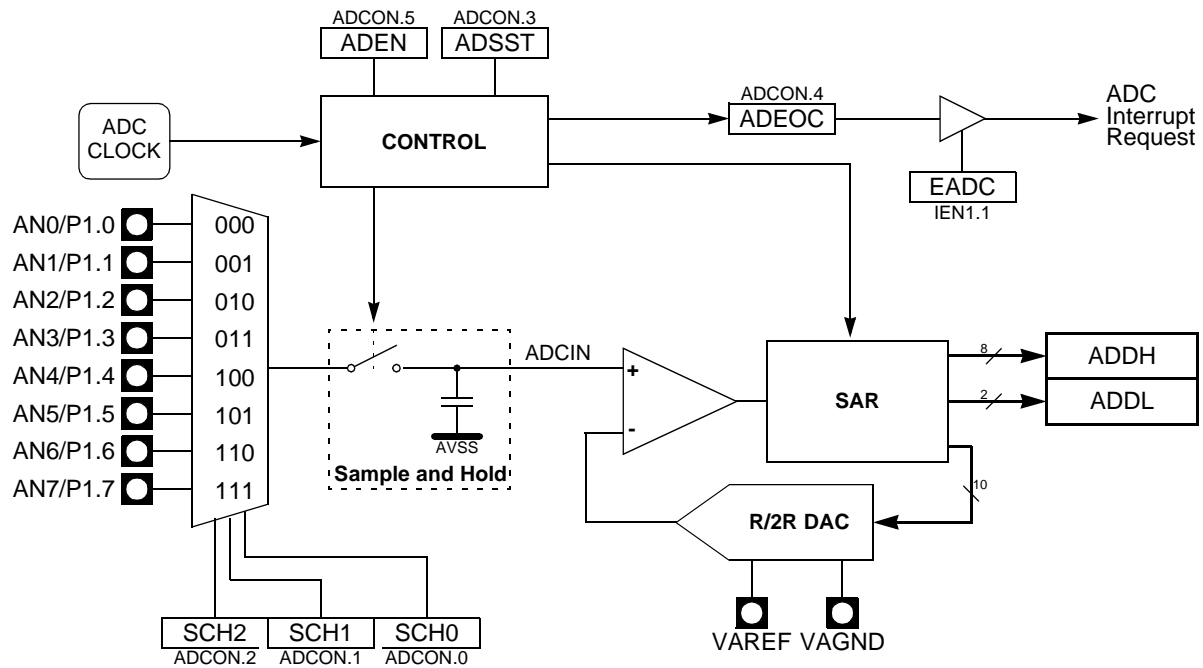 ADCON.5
ADEN
ADCON.3
ADSST
ADC
CLOCK
CONTROL
ADCON.4
ADEOC
ADC
Interrupt
Request
EADC
IEN1.1
AN0/P1.0
000
AN1/P1.1
001
AN2/P1.2
010
AN3/P1.3
011
AN4/P1.4
100
AN5/P1.5
101
AN6/P1.6
110
AN7/P1.7
111
ADCIN
AVSS
Sample and Hold
+
-
SAR
8
ADDH
2
ADDL
10
R/2R DAC
VAREF
VAGND
SCH2
SCH1
SCH0
ADCON.2
ADCON.1
ADCON.0